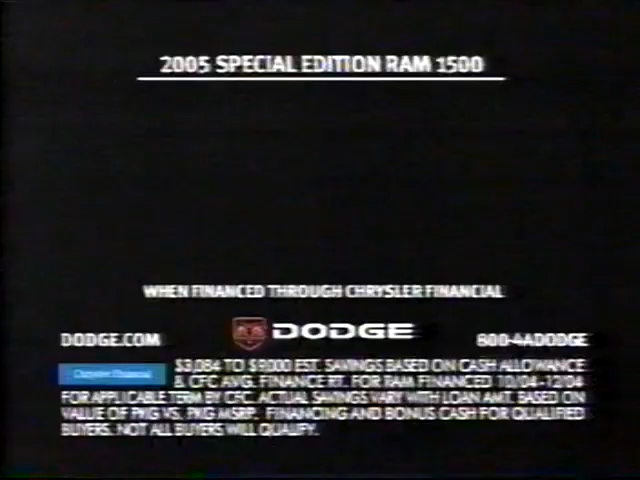 2005 SPECIAL EDITION RAM 1500
WHEN FINANCED THROUGH CHRYSLER FINANCIAL
DODGE.COM
DODGE
800-4ADODGE
Chrysler Financial
$3,084 TO $9,000 EST. SAVINGS BASED ON CASH ALLOWANCE
& CFC AVG. FINANCE RT. FOR RAM FINANCED 10/04-12/04
FOR APPLICABLE TERM BY CFC. ACTUAL SAVINGS VARY WITH LOAN AMT. BASED ON
VALUE OF PKG VS. PKG MSRP. FINANCING AND BONUS CASH FOR QUALIFIED
BUYERS. NOT ALL BUYERS WILL QUALIFY.